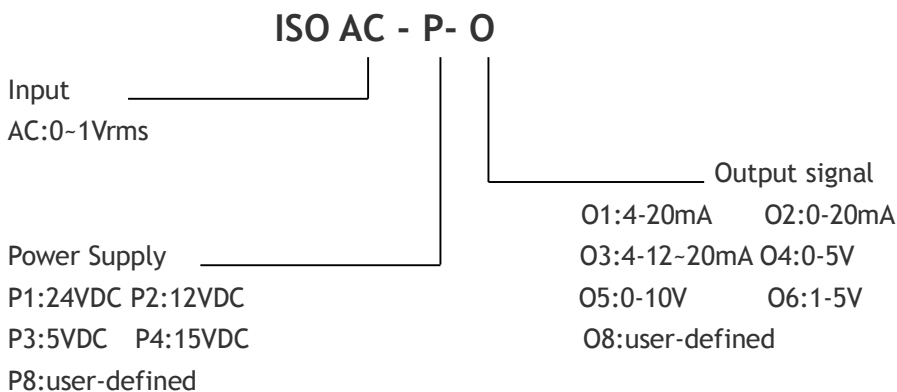 ISO AC - P- O
Input
AC:0~1Vrms
Output signal
O1:4-20mA O2:0-20mA
Power Supply
O3:4-12~20mA O4:0-5V
P1:24VDC P2:12VDC
O5:0-10V O6:1-5V
P3:5VDC P4:15VDC
O8:user-defined
P8:user-defined